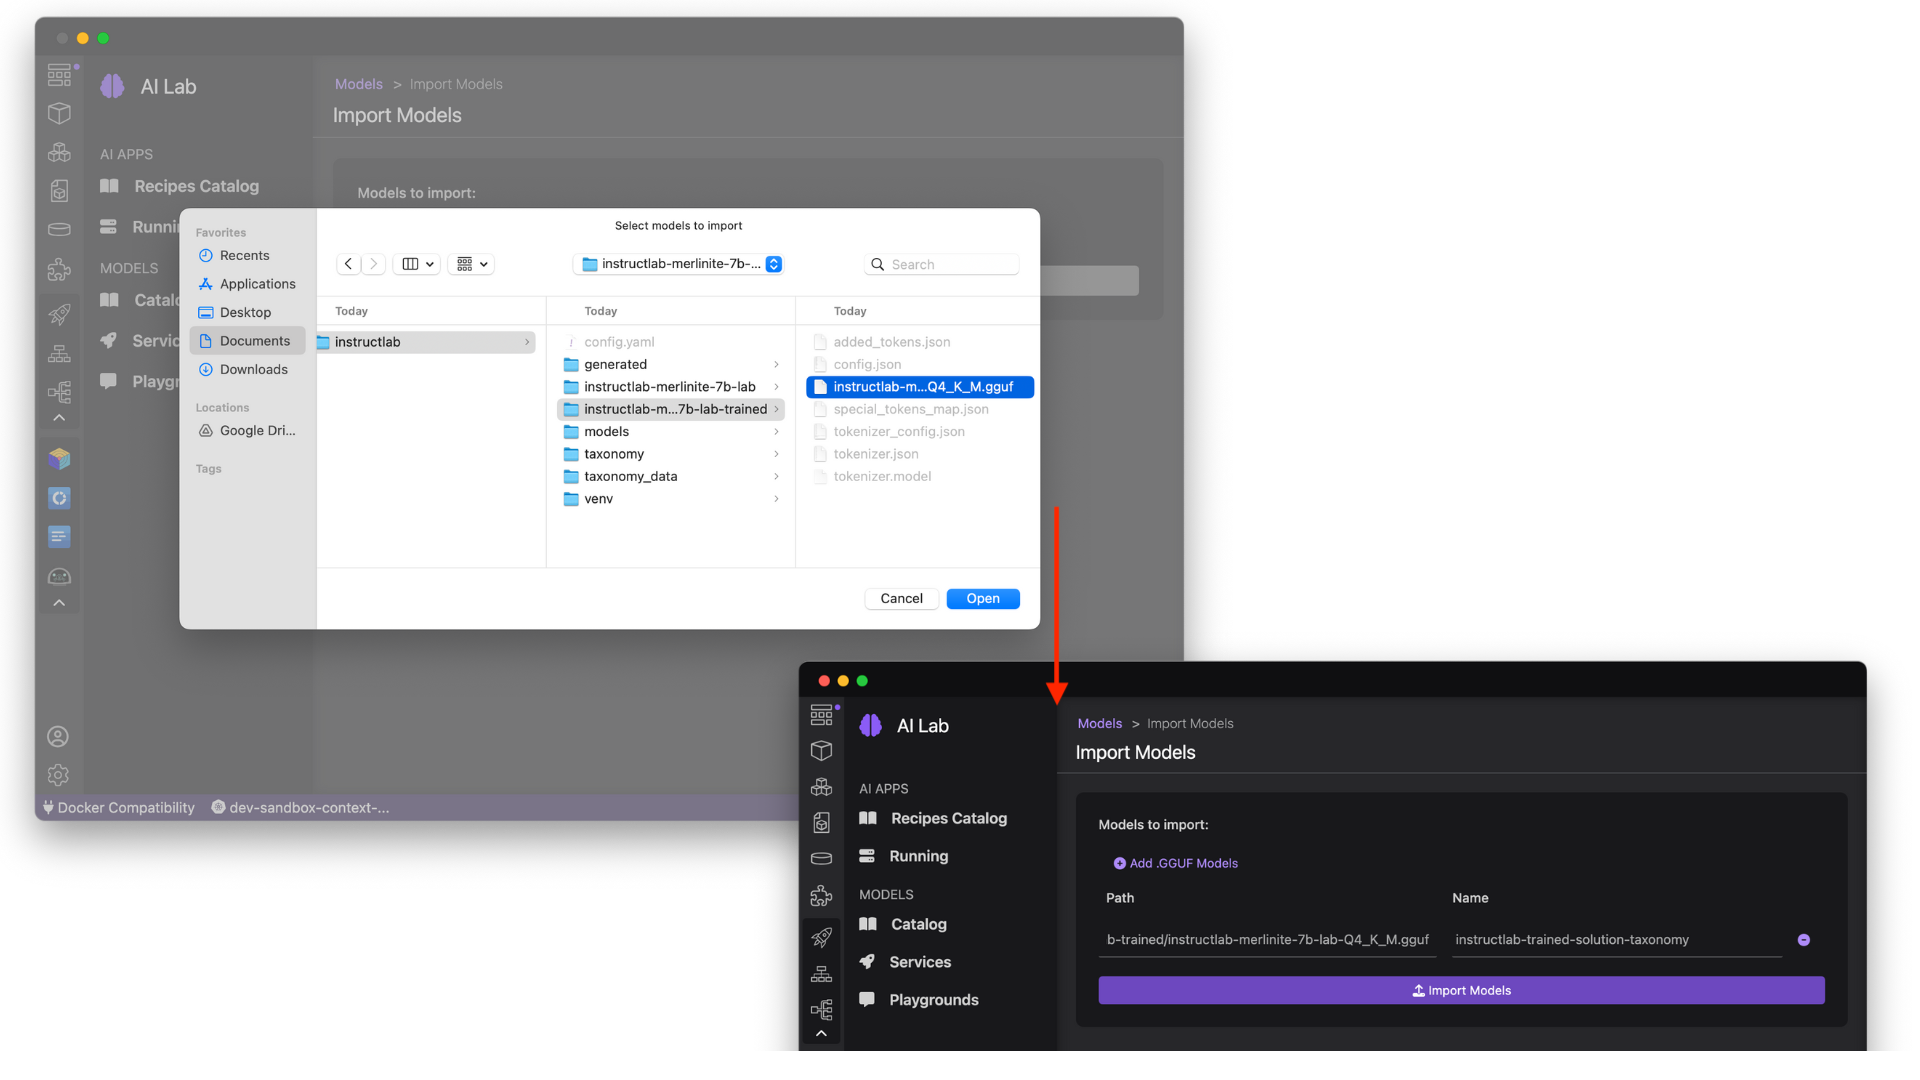 AI Lab
Models > Import Models
Import Models
AI APPS
Recipes Catalog
Models to import:
Runni
MODELS
Catalo
Servic
Playgr
Select models to import
Favorites
Recents
Applications
Desktop
Documents
Downloads
Locations
Google Dri...
Tags
instructlab-merlinite-7b-...
Search
Today
instructlab
Today
config.yaml
generated
instructlab-merlinite-7b-lab
instructlab-m...7b-lab-trained
models
taxonomy
taxonomy_data
venv
Today
added_tokens.json
config.json
instructlab-m...Q4_K_M.gguf
special_tokens_map.json
tokenizer_config.json
tokenizer.json
tokenizer.model
Cancel
Open
Docker Compatibility
dev-sandbox-context-...
AI Lab
AI APPS
Recipes Catalog
Running
MODELS
Catalog
Services
Playgrounds
Models > Import Models
Import Models
Models to import:
Add .GGUF Models
Path
Name
b-trained/instructlab-merlinite-7b-lab-Q4_K_M.gguf
instructlab-trained-solution-taxonomy
Import Models